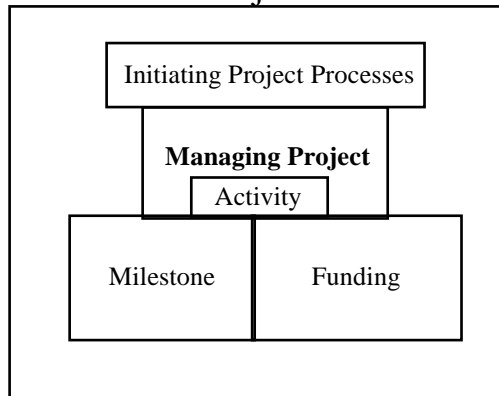 Initiating Project Processes
Managing Project
Activity
Milestone
Funding